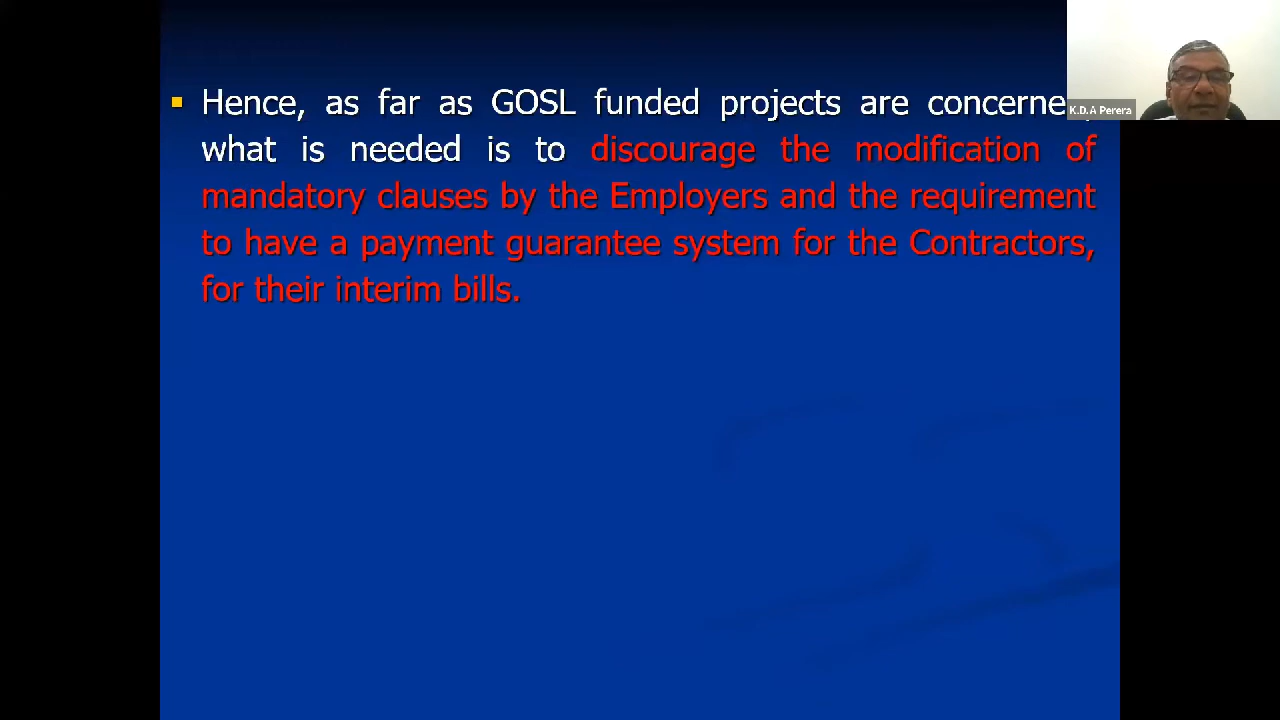 Hence, as far as GOSL funded projects are concerne
what is needed is to discourage the modification of
mandatory clauses by the Employers and the requirement
to have a payment guarantee system for the Contractors,
for their interim bills.
K.D.A Perera